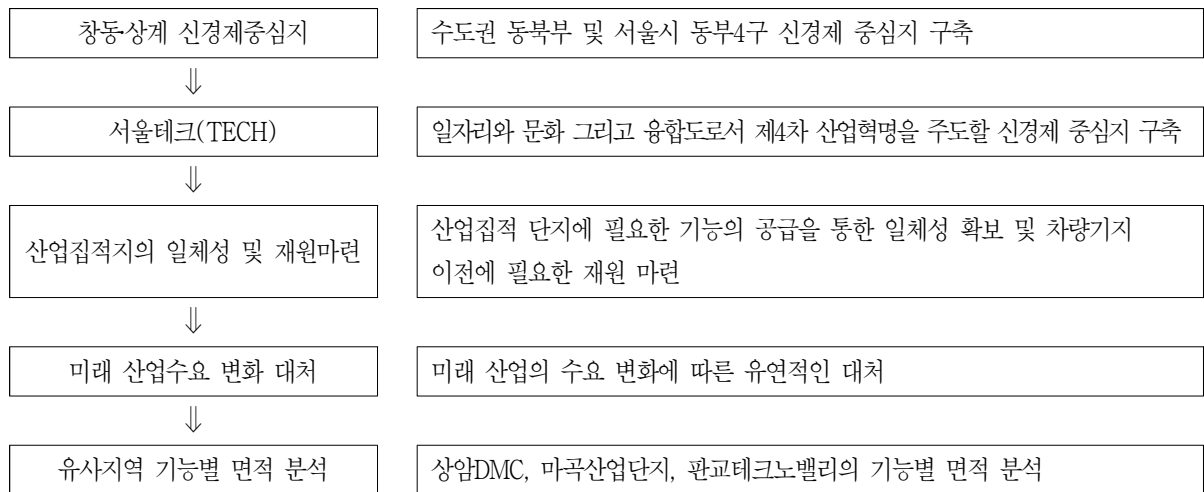 창동·상계 신경제중심지
수도권 동북부 및 서울시 동부4구 신경제 중심지 구축
⇓
서울테크(TECH)
일자리와 문화 그리고 융합도로서 제4차 산업혁명을 주도할 신경제 중심지 구축
⇓
산업집적지의 일체성 및 재원마련
산업집적 단지에 필요한 기능의 공급을 통한 일체성 확보 및 차량기지
이전에 필요한 재원 마련
⇓
미래 산업수요 변화 대처
미래 산업의 수요 변화에 따른 유연적인 대처
⇓
유사지역 기능별 면적 분석
상암DMC, 마곡산업단지, 판교테크노밸리의 기능별 면적 분석